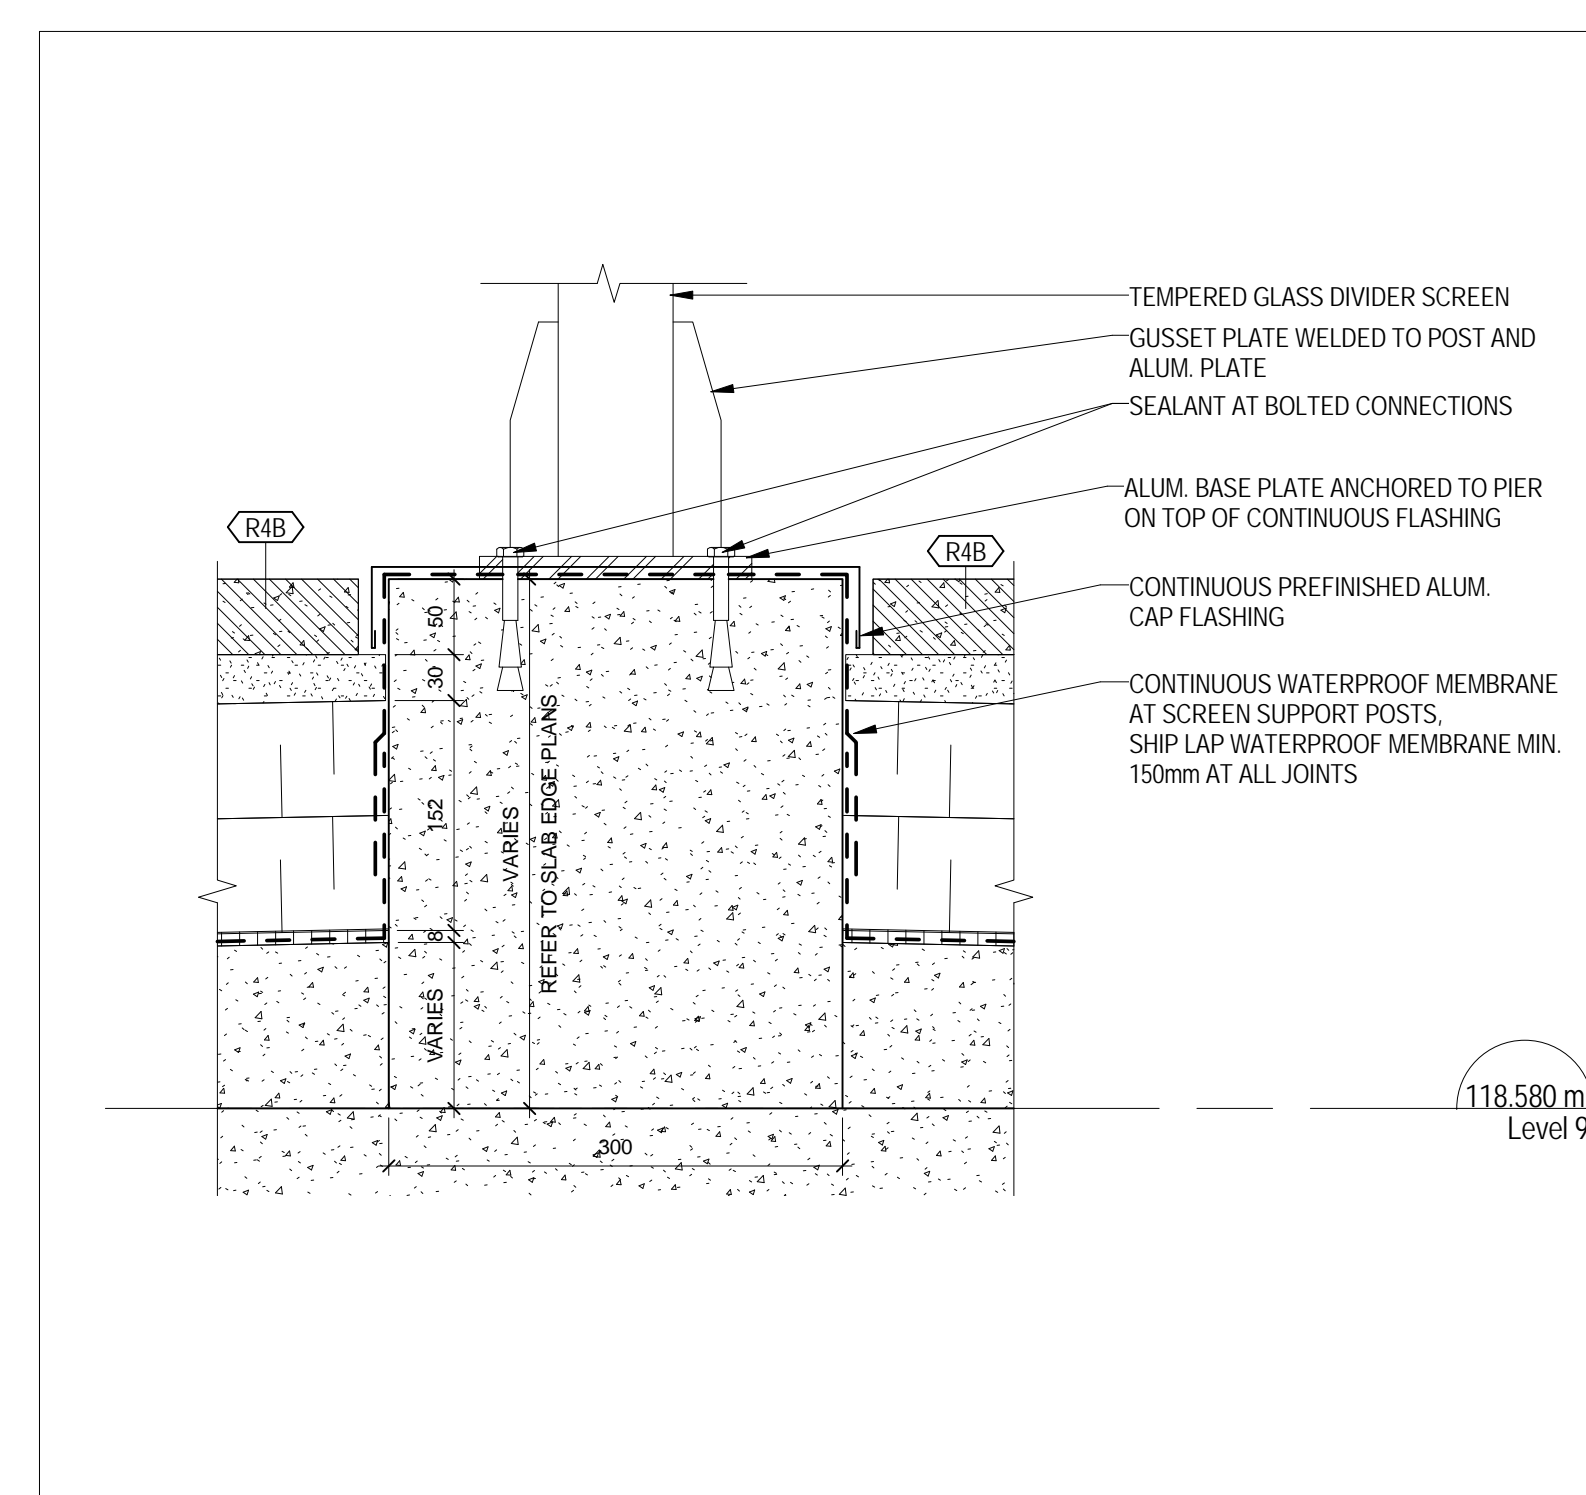 TEMPERED GLASS DIVIDER SCREEN
GUSSET PLATE WELDED TO POST AND
ALUM. PLATE
SEALANT AT BOLTED CONNECTIONS
ALUM. BASE PLATE ANCHORED TO PIER
ON TOP OF CONTINUOUS FLASHING
R4B
R4B
CONTINUOUS PREFINISHED ALUM.
CAP FLASHING
CONTINUOUS WATERPROOF MEMBRANE
AT SCREEN SUPPORT POSTS,
SHIP LAP WATERPROOF MEMBRANE MIN.
150mm AT ALL JOINTS
50
30
152
8
VARIES
VARIES
REFER TO SLAB EDGE PLANS
300
118.580 m
Level 9